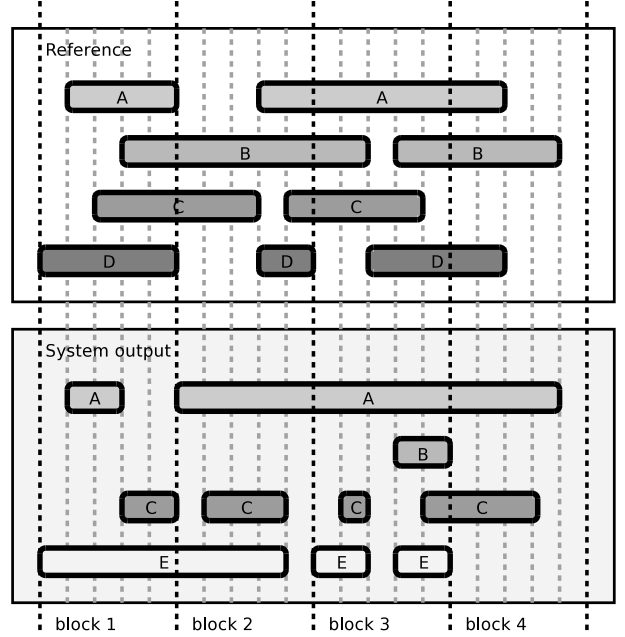 Reference
A A
B B
C C
D D D
System output
A A
B
C C C C
E E E
block 1 block 2 block 3 block 4